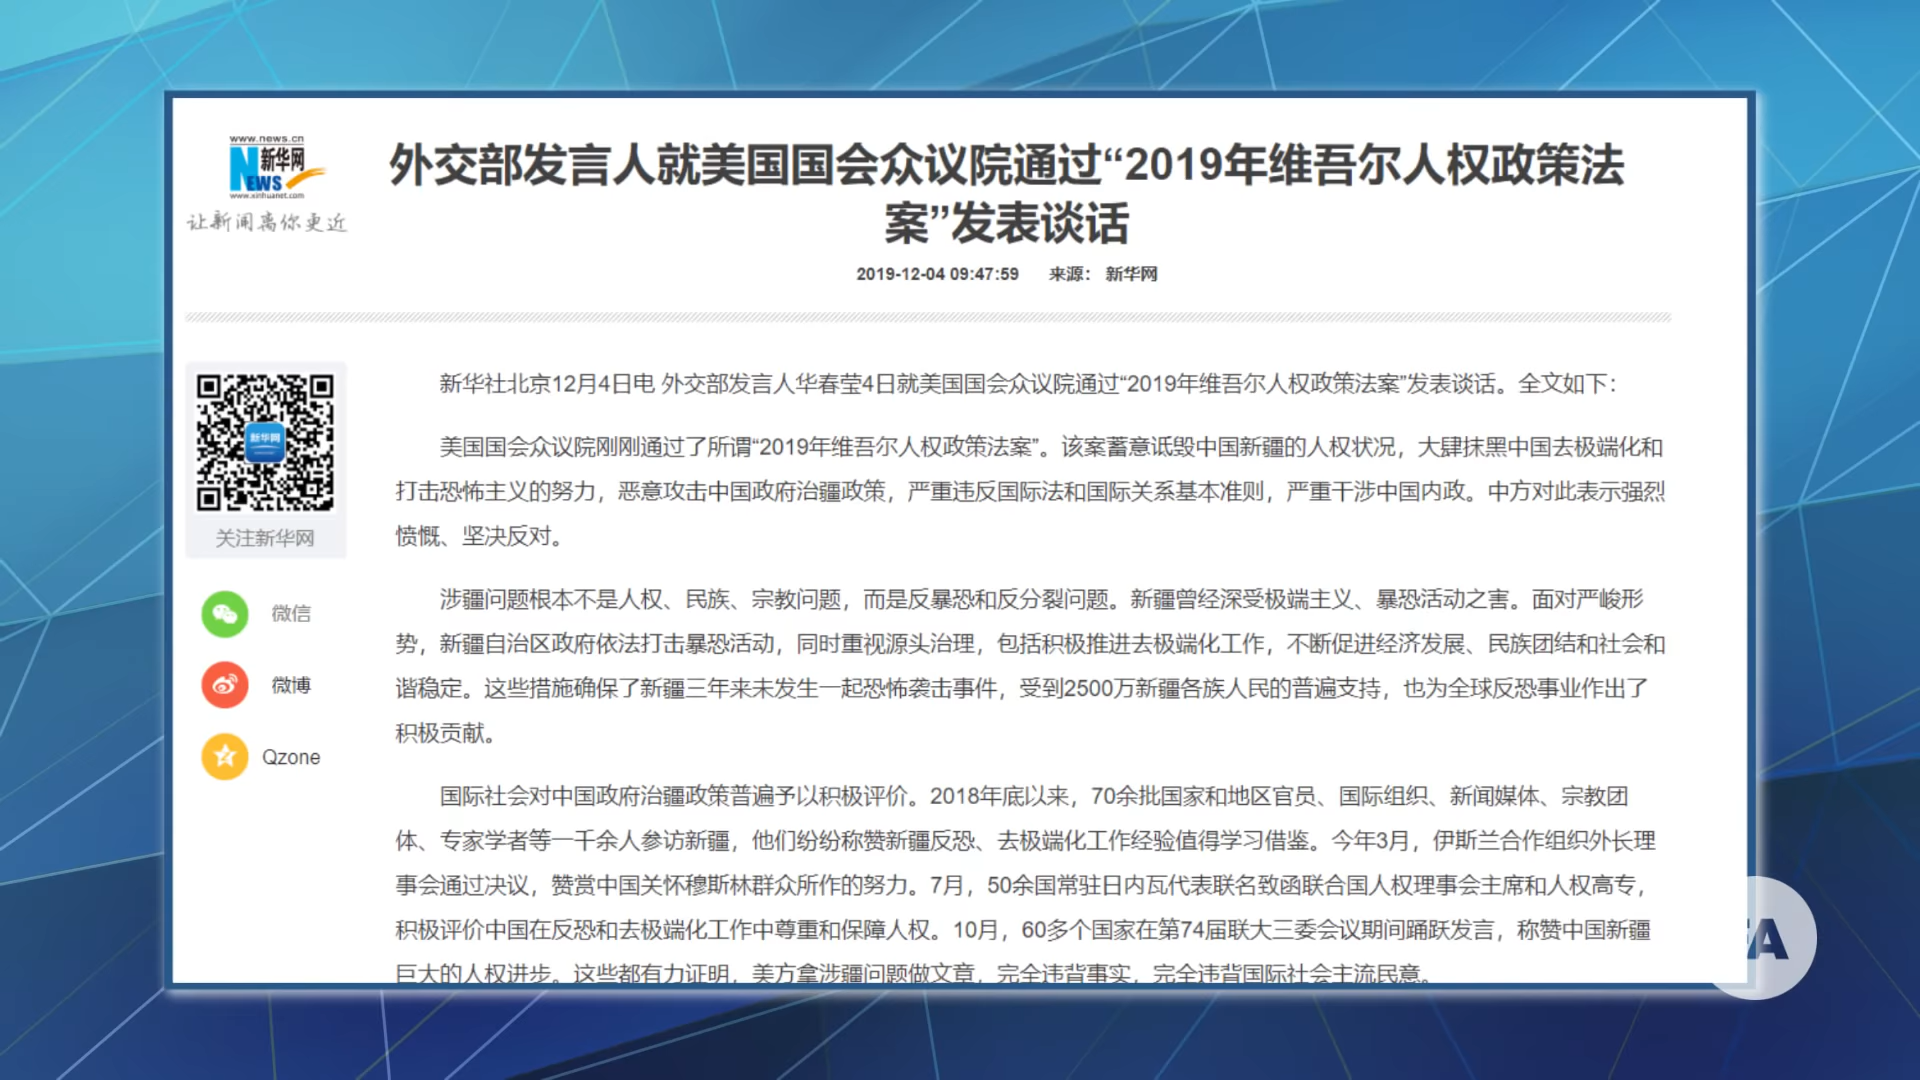 www.news.cn
新华网
NEWS
www.xinhuanet.com
让新闻离你更近
外交部发言人就美国国会众议院通过“2019年维吾尔人权政策法
案”发表谈话
2019-12-04 09:47:59 来源： 新华网
新华网
关注新华网
微信
微博
Qzone
新华社北京12月4日电 外交部发言人华春莹4日就美国国会众议院通过“2019年维吾尔人权政策法案”发表谈话。全文如下：
美国国会众议院刚刚通过了所谓“2019年维吾尔人权政策法案”。该案蓄意诋毁中国新疆的人权状况，大肆抹黑中国去极端化和
打击恐怖主义的努力，恶意攻击中国政府治疆政策，严重违反国际法和国际关系基本准则，严重干涉中国内政。中方对此表示强烈
愤慨、坚决反对。
涉疆问题根本不是人权、民族、宗教问题，而是反暴恐和反分裂问题。新疆曾经深受极端主义、暴恐活动之害。面对严峻形
势，新疆自治区政府依法打击暴恐活动，同时重视源头治理，包括积极推进去极端化工作，不断促进经济发展、民族团结和社会和
谐稳定。这些措施确保了新疆三年来未发生一起恐怖袭击事件，受到2500万新疆各族人民的普遍支持，也为全球反恐事业作出了
积极贡献。
国际社会对中国政府治疆政策普遍予以积极评价。2018年底以来，70余批国家和地区官员、国际组织、新闻媒体、宗教团
体、专家学者等一千余人参访新疆，他们纷纷称赞新疆反恐、去极端化工作经验值得学习借鉴。今年3月，伊斯兰合作组织外长理
事会通过决议，赞赏中国关怀穆斯林群众所作的努力。7月，50余国常驻日内瓦代表联名致函联合国人权理事会主席和人权高专，
积极评价中国在反恐和去极端化工作中尊重和保障人权。10月，60多个国家在第74届联大三委会议期间踊跃发言，称赞中国新疆
巨大的人权进步。这些都有力证明，美方拿涉疆问题做文章，完全违背事实，完全违背国际社会主流民意。